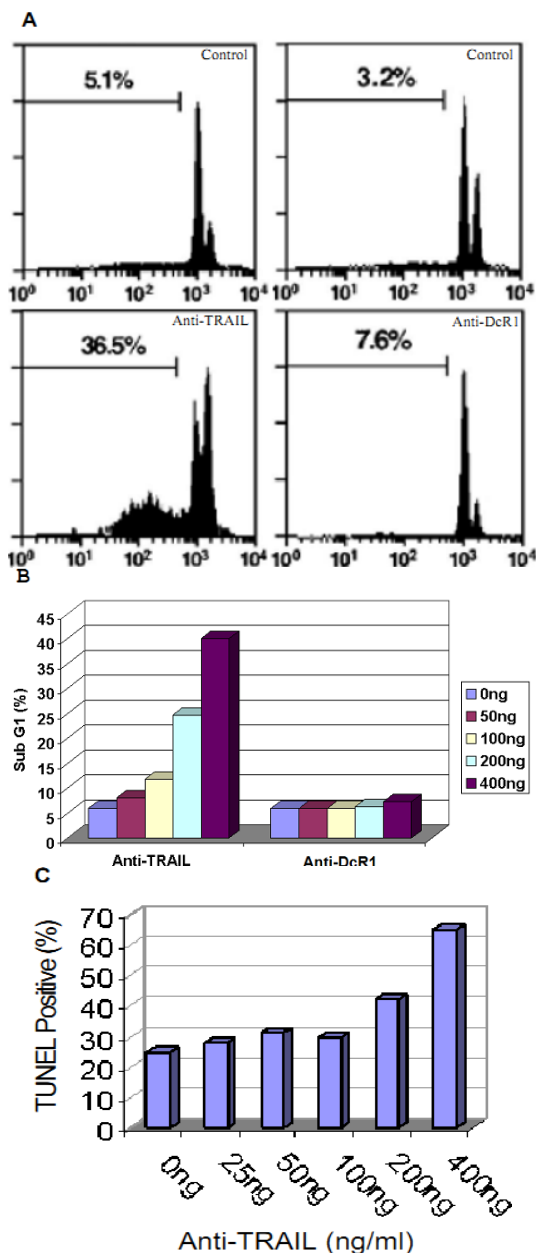 A
Control
5.1%
10⁰ 10¹ 10² 10³ 10⁴
Control
3.2%
10⁰ 10¹ 10² 10³ 10⁴
Anti-TRAIL
36.5%
10⁰ 10¹ 10² 10³ 10⁴
Anti-DcR1
7.6%
10⁰ 10¹ 10² 10³ 10⁴
B
Sub G1 (%)
45
40
35
30
25
20
15
10
5
0
Anti-TRAIL Anti-DcR1
0ng
50ng
100ng
200ng
400ng
C
TUNEL Positive (%)
70
60
50
40
30
20
10
0
0ng 25ng 50ng 100ng 200ng 400ng
Anti-TRAIL (ng/ml)